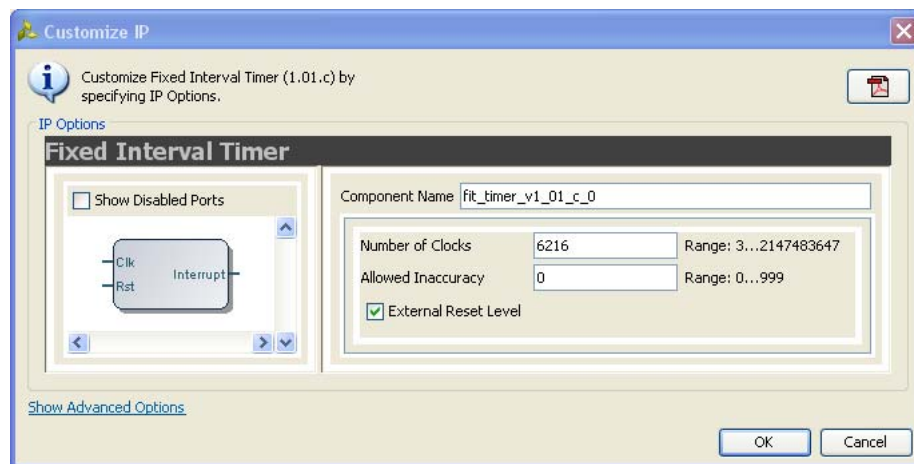 Customize IP
Customize Fixed Interval Timer (1.01.c) by
specifying IP Options.
IP Options
Fixed Interval Timer
Show Disabled Ports
Clk
Rst
Interrupt
Component Name fit_timer_v1_01_c_0
Number of Clocks 6216 Range: 3...2147483647
Allowed Inaccuracy 0 Range: 0...999
External Reset Level
Show Advanced Options
OK Cancel